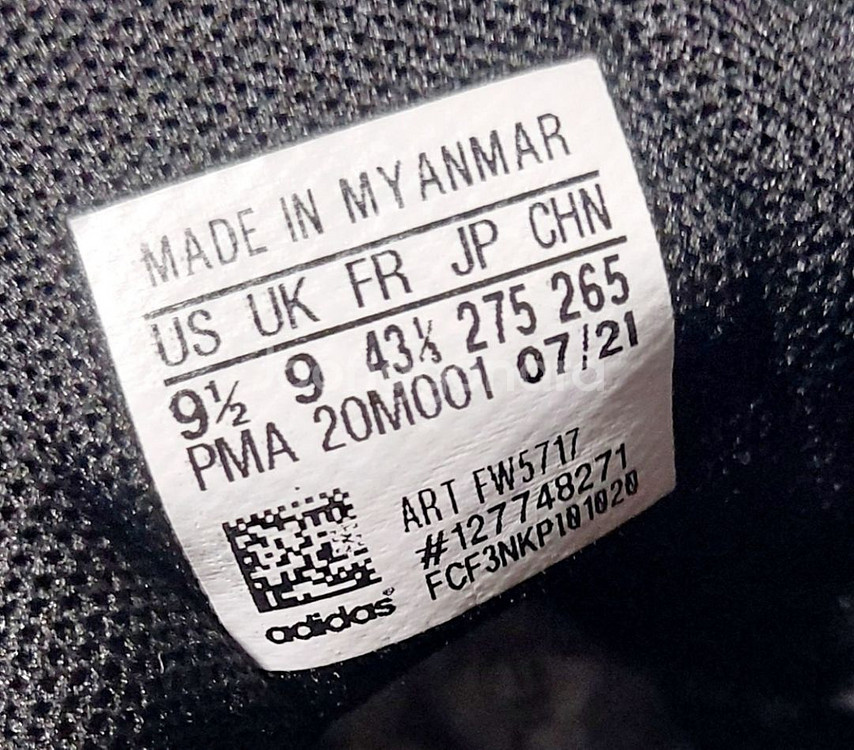 MADE IN MYANMAR
US UK FR JP CHN
9½ 9 43⅓ 275 265
PMA 20M001 07/21
ART FW5717
#127748271
FCF3NKP101020
adidas®